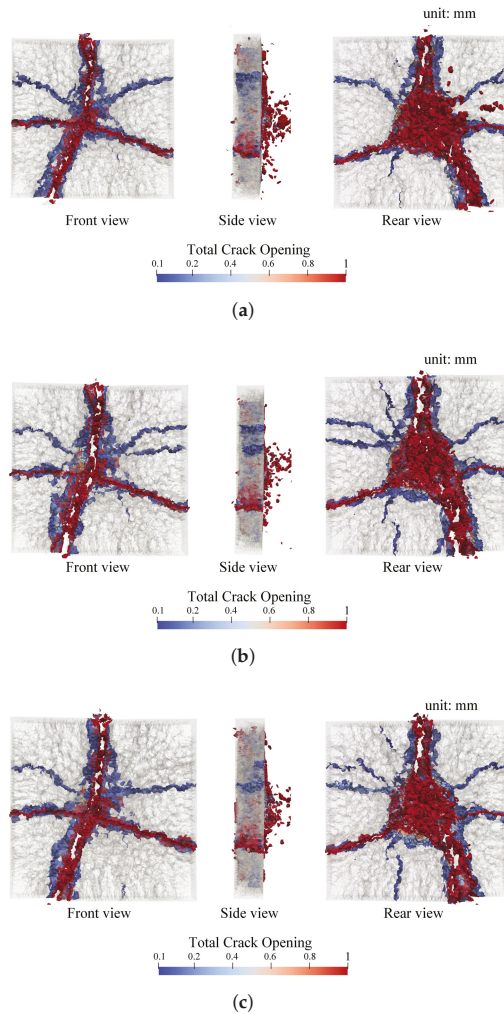 unit: mm
Front view Side view Rear view
Total Crack Opening
0.1 0.2 0.4 0.6 0.8 1
(a)
unit: mm
Front view Side view Rear view
Total Crack Opening
0.1 0.2 0.4 0.6 0.8 1
(b)
unit: mm
Front view Side view Rear view
Total Crack Opening
0.1 0.2 0.4 0.6 0.8 1
(c)